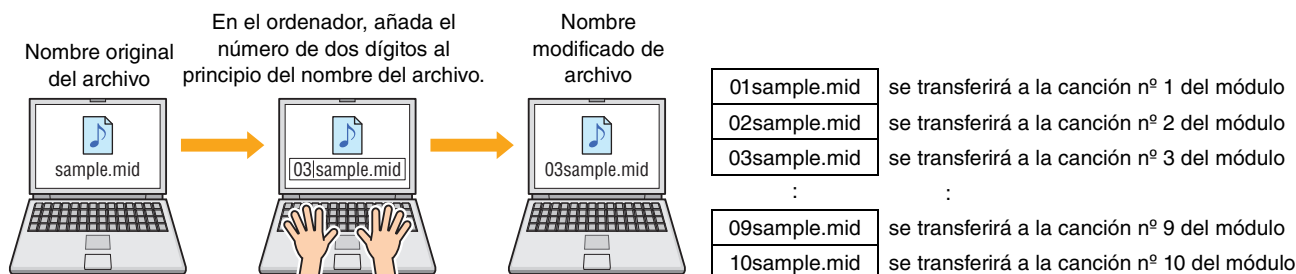 Nombre original
del archivo
En el ordenador, añada el
número de dos dígitos al
principio del nombre del archivo.
Nombre
modificado de
archivo
sample.mid
03sample.mid
03sample.mid
01sample.mid se transferirá a la canción nº 1 del módulo
02sample.mid se transferirá a la canción nº 2 del módulo
03sample.mid se transferirá a la canción nº 3 del módulo
: :
09sample.mid se transferirá a la canción nº 9 del módulo
10sample.mid se transferirá a la canción nº 10 del módulo